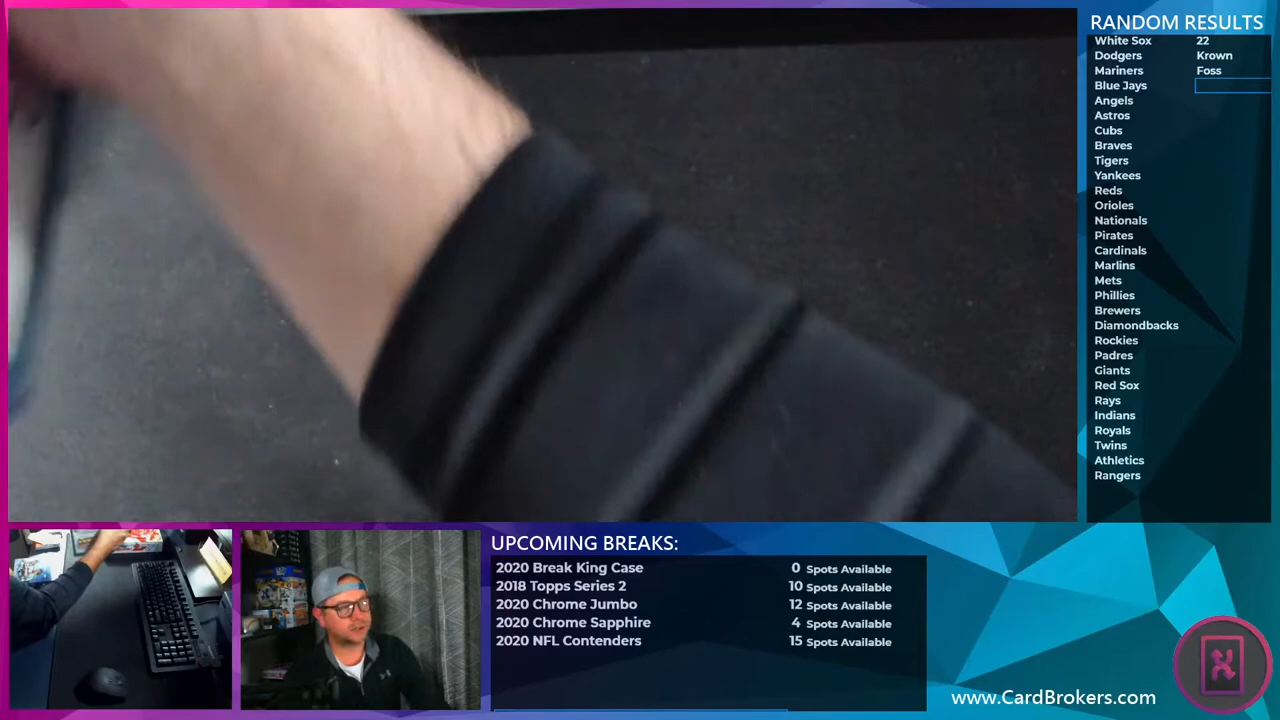 RANDOM RESULTS
White Sox 22
Dodgers Krown
Mariners Foss
Blue Jays
Angels
Astros
Cubs
Braves
Tigers
Yankees
Reds
Orioles
Nationals
Pirates
Cardinals
Marlins
Mets
Phillies
Brewers
Diamondbacks
Rockies
Padres
Giants
Red Sox
Rays
Indians
Royals
Twins
Athletics
Rangers
UPCOMING BREAKS:
2020 Break King Case 0 Spots Available
2018 Topps Series 2 10 Spots Available
2020 Chrome Jumbo 12 Spots Available
2020 Chrome Sapphire 4 Spots Available
2020 NFL Contenders 15 Spots Available
www.CardBrokers.com